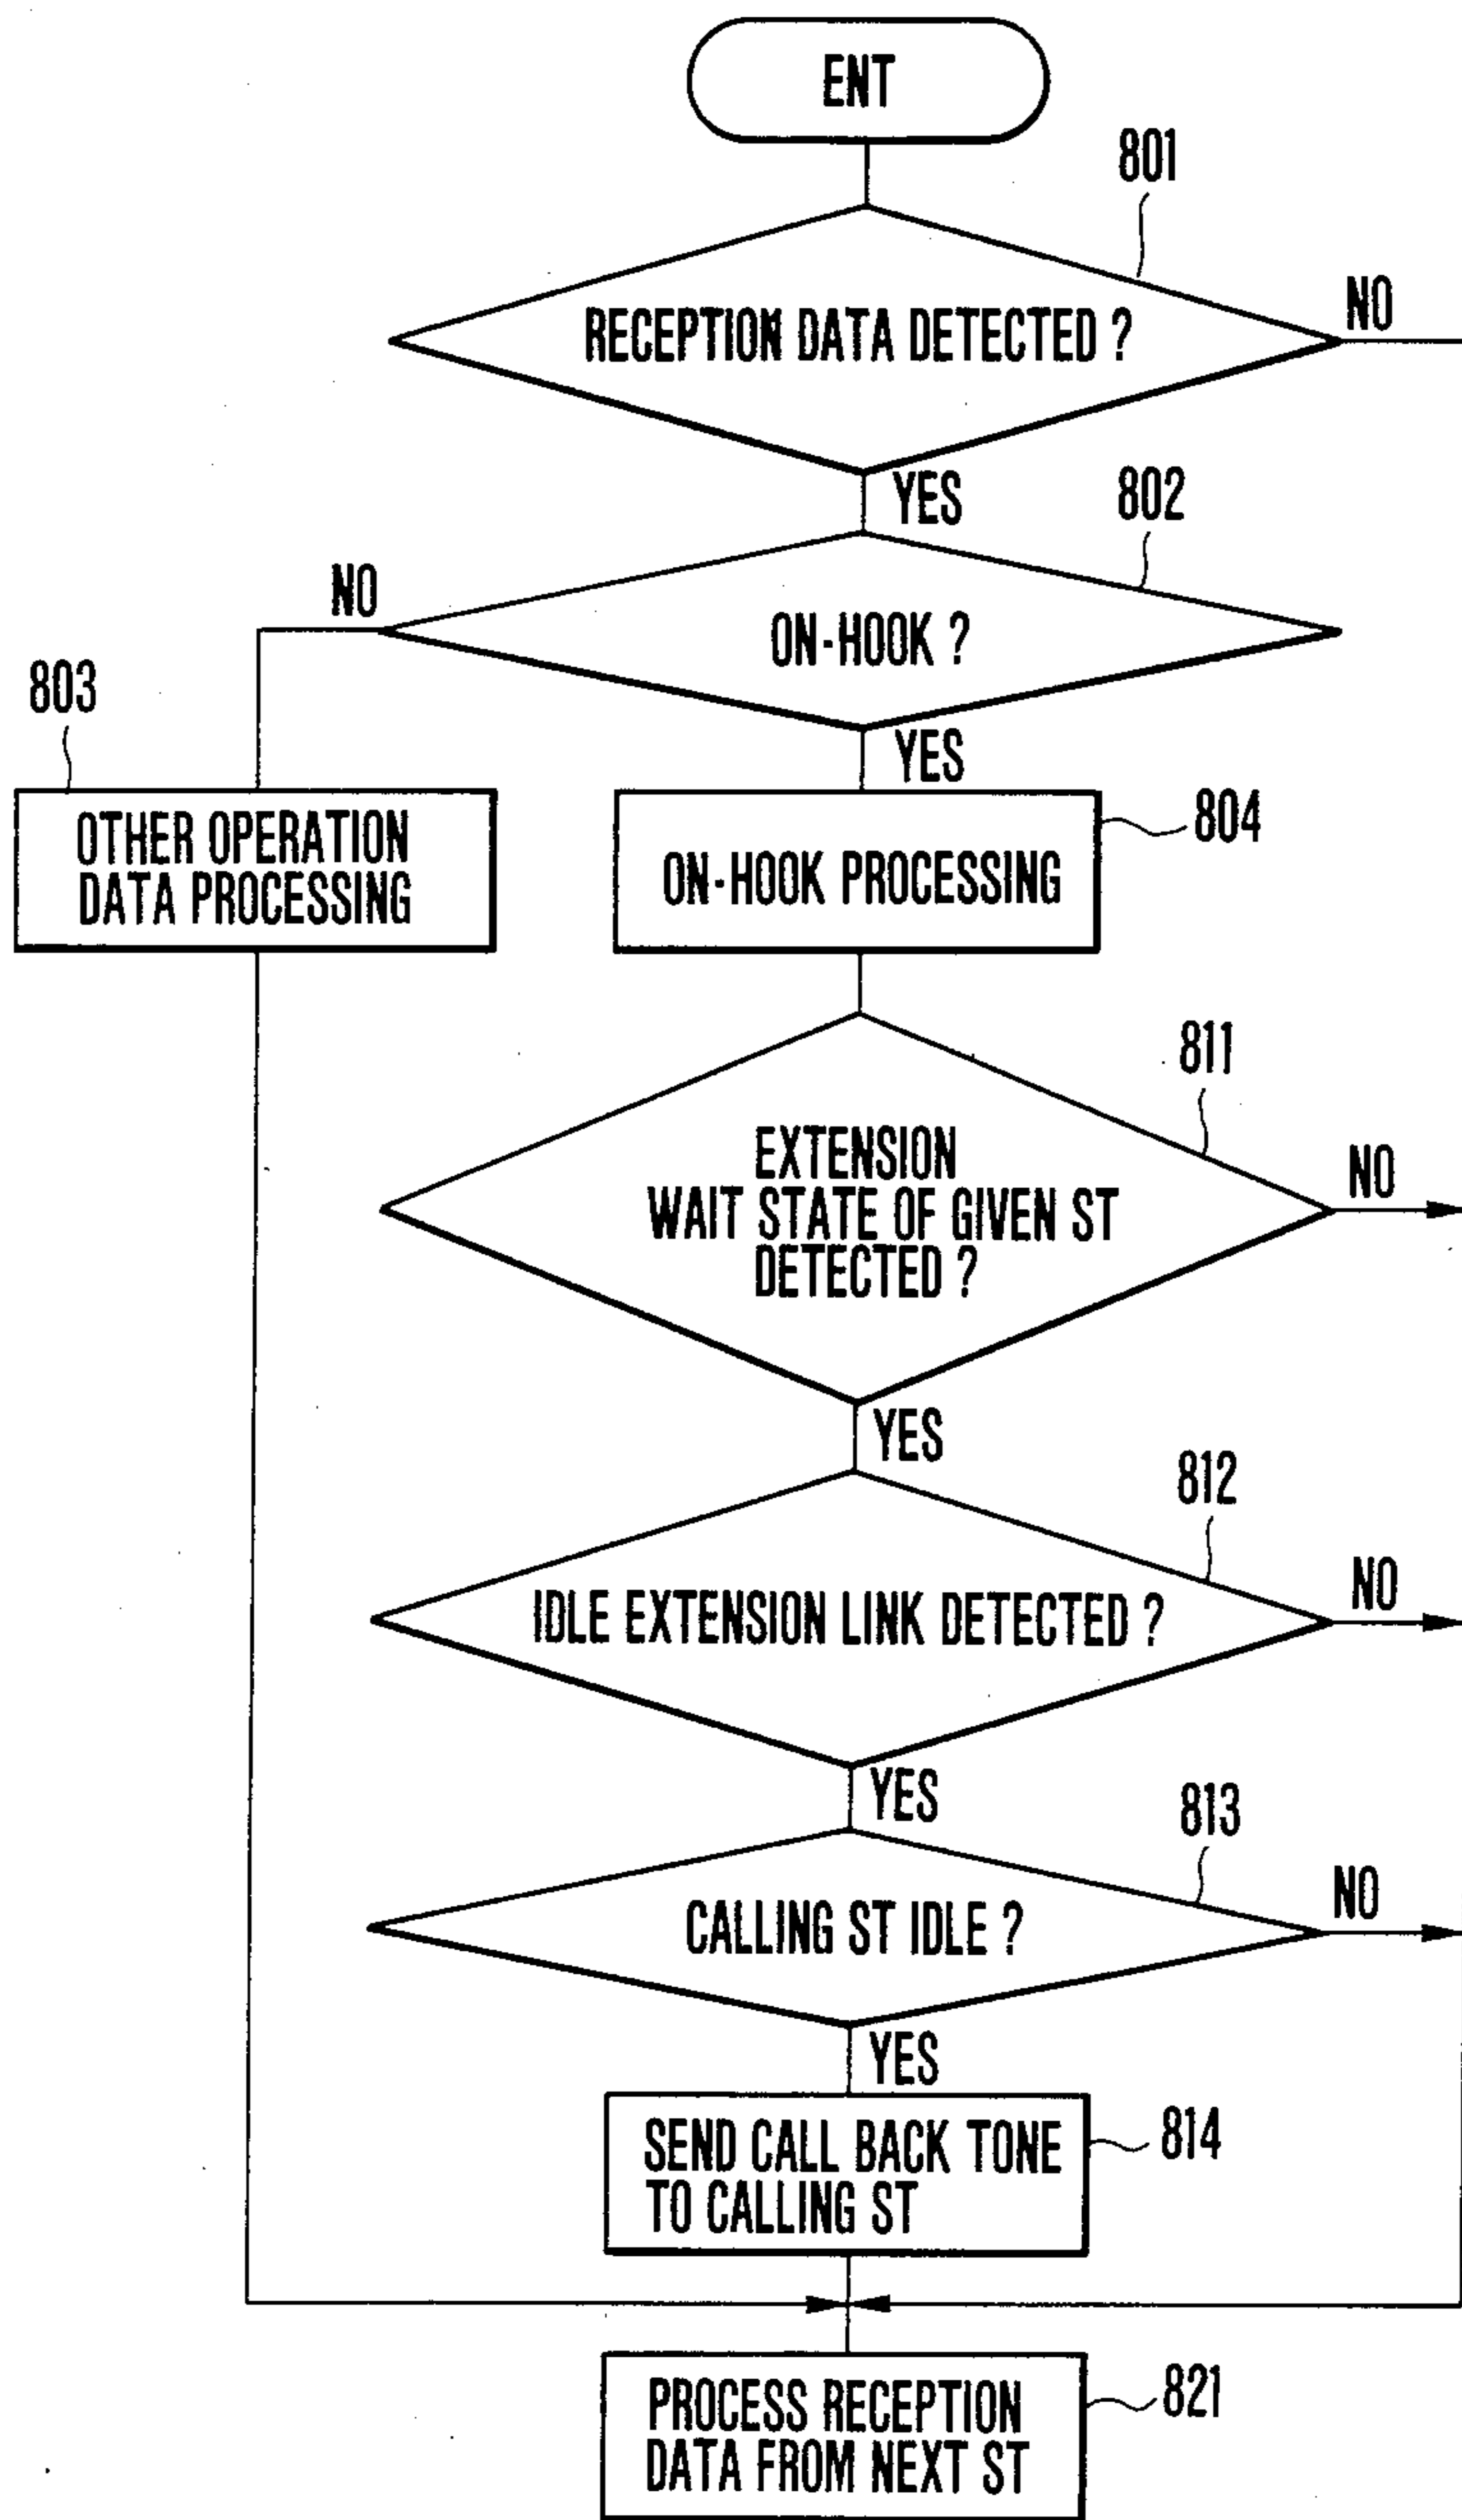 ENT
801
RECEPTION DATA DETECTED ?
NO
YES
802
NO
ON-HOOK ?
803
YES
OTHER OPERATION
DATA PROCESSING
804
ON-HOOK PROCESSING
811
EXTENSION
WAIT STATE OF GIVEN ST
DETECTED ?
NO
YES
812
IDLE EXTENSION LINK DETECTED ?
NO
YES
813
CALLING ST IDLE ?
NO
YES
SEND CALL BACK TONE
TO CALLING ST
814
PROCESS RECEPTION
DATA FROM NEXT ST
821